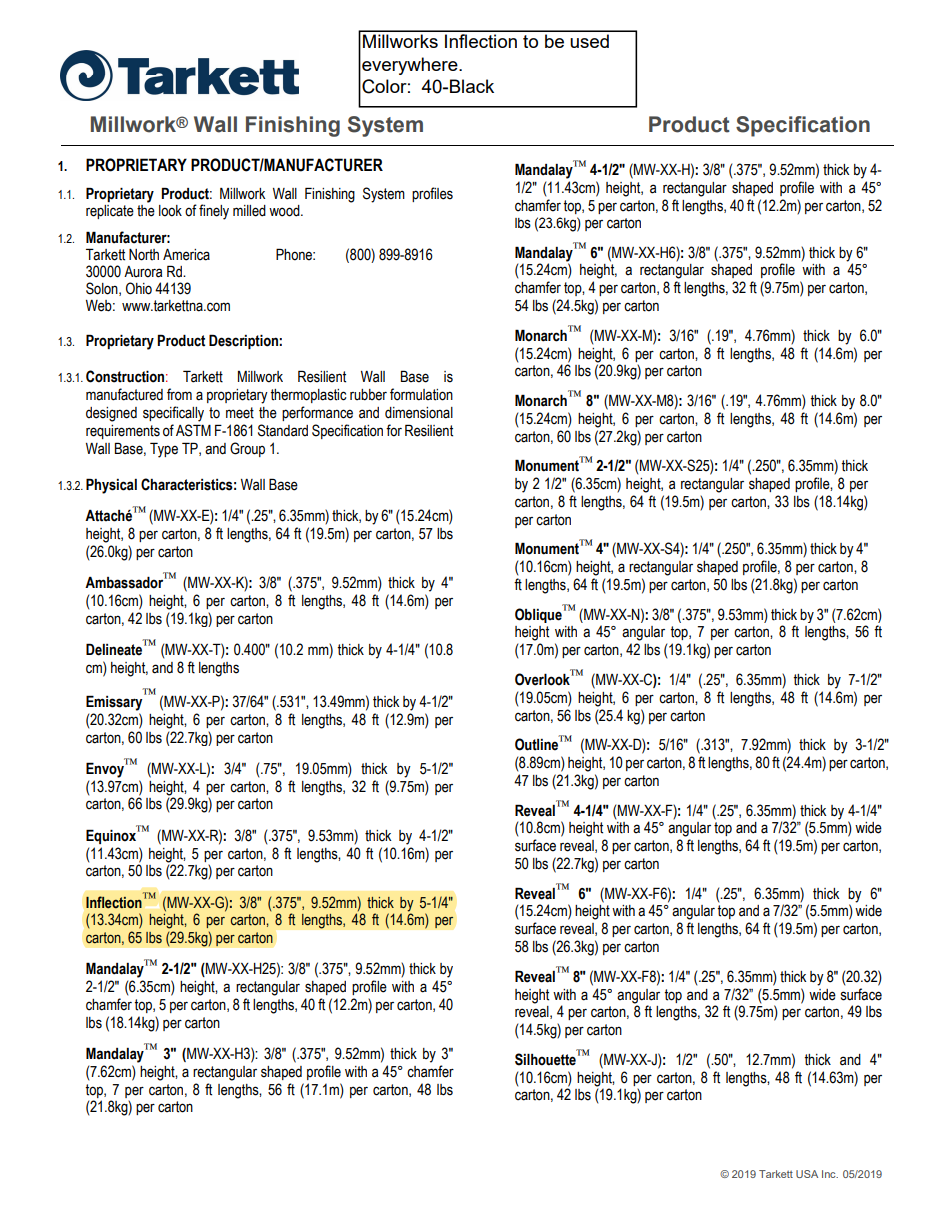 Tarkett
Millworks Inflection to be used
everywhere.
Color: 40-Black
Millwork® Wall Finishing System
Product Specification
1. PROPRIETARY PRODUCT/MANUFACTURER
1.1. Proprietary Product: Millwork Wall Finishing System profiles
replicate the look of finely milled wood.
1.2. Manufacturer:
Tarkett North America Phone: (800) 899-8916
30000 Aurora Rd.
Solon, Ohio 44139
Web: www.tarkettna.com
1.3. Proprietary Product Description:
1.3.1. Construction: Tarkett Millwork Resilient Wall Base is
manufactured from a proprietary thermoplastic rubber formulation
designed specifically to meet the performance and dimensional
requirements of ASTM F-1861 Standard Specification for Resilient
Wall Base, Type TP, and Group 1.
1.3.2. Physical Characteristics: Wall Base
Attaché™ (MW-XX-E): 1/4" (.25", 6.35mm) thick, by 6" (15.24cm)
height, 8 per carton, 8 ft lengths, 64 ft (19.5m) per carton, 57 lbs
(26.0kg) per carton
Ambassador™ (MW-XX-K): 3/8" (.375", 9.52mm) thick by 4"
(10.16cm) height, 6 per carton, 8 ft lengths, 48 ft (14.6m) per
carton, 42 lbs (19.1kg) per carton
Delineate™ (MW-XX-T): 0.400" (10.2 mm) thick by 4-1/4" (10.8
cm) height, and 8 ft lengths
Emissary™ (MW-XX-P): 37/64" (.531", 13.49mm) thick by 4-1/2"
(20.32cm) height, 6 per carton, 8 ft lengths, 48 ft (12.9m) per
carton, 60 lbs (22.7kg) per carton
Envoy™ (MW-XX-L): 3/4" (.75", 19.05mm) thick by 5-1/2"
(13.97cm) height, 4 per carton, 8 ft lengths, 32 ft (9.75m) per
carton, 66 lbs (29.9kg) per carton
Equinox™ (MW-XX-R): 3/8" (.375", 9.53mm) thick by 4-1/2"
(11.43cm) height, 5 per carton, 8 ft lengths, 40 ft (10.16m) per
carton, 50 lbs (22.7kg) per carton
Inflection™ (MW-XX-G): 3/8" (.375", 9.52mm) thick by 5-1/4"
(13.34cm) height, 6 per carton, 8 ft lengths, 48 ft (14.6m) per
carton, 65 lbs (29.5kg) per carton
Mandalay™ 2-1/2" (MW-XX-H25): 3/8" (.375", 9.52mm) thick by
2-1/2" (6.35cm) height, a rectangular shaped profile with a 45°
chamfer top, 5 per carton, 8 ft lengths, 40 ft (12.2m) per carton, 40
lbs (18.14kg) per carton
Mandalay™ 3" (MW-XX-H3): 3/8" (.375", 9.52mm) thick by 3"
(7.62cm) height, a rectangular shaped profile with a 45° chamfer
top, 7 per carton, 8 ft lengths, 56 ft (17.1m) per carton, 48 lbs
(21.8kg) per carton
Mandalay™ 4-1/2" (MW-XX-H): 3/8" (.375", 9.52mm) thick by 4-
1/2" (11.43cm) height, a rectangular shaped profile with a 45°
chamfer top, 5 per carton, 8 ft lengths, 40 ft (12.2m) per carton, 52
lbs (23.6kg) per carton
Mandalay™ 6" (MW-XX-H6): 3/8" (.375", 9.52mm) thick by 6"
(15.24cm) height, a rectangular shaped profile with a 45°
chamfer top, 4 per carton, 8 ft lengths, 32 ft (9.75m) per carton,
54 lbs (24.5kg) per carton
Monarch™ (MW-XX-M): 3/16" (.19", 4.76mm) thick by 6.0"
(15.24cm) height, 6 per carton, 8 ft lengths, 48 ft (14.6m) per
carton, 46 lbs (20.9kg) per carton
Monarch™ 8" (MW-XX-M8): 3/16" (.19", 4.76mm) thick by 8.0"
(15.24cm) height, 6 per carton, 8 ft lengths, 48 ft (14.6m) per
carton, 60 lbs (27.2kg) per carton
Monument™ 2-1/2" (MW-XX-S25): 1/4" (.250", 6.35mm) thick
by 2 1/2" (6.35cm) height, a rectangular shaped profile, 8 per
carton, 8 ft lengths, 64 ft (19.5m) per carton, 33 lbs (18.14kg)
per carton
Monument™ 4" (MW-XX-S4): 1/4" (.250", 6.35mm) thick by 4"
(10.16cm) height, a rectangular shaped profile, 8 per carton, 8
ft lengths, 64 ft (19.5m) per carton, 50 lbs (21.8kg) per carton
Oblique™ (MW-XX-N): 3/8" (.375", 9.53mm) thick by 3" (7.62cm)
height with a 45° angular top, 7 per carton, 8 ft lengths, 56 ft
(17.0m) per carton, 42 lbs (19.1kg) per carton
Overlook™ (MW-XX-C): 1/4" (.25", 6.35mm) thick by 7-1/2"
(19.05cm) height, 6 per carton, 8 ft lengths, 48 ft (14.6m) per
carton, 56 lbs (25.4 kg) per carton
Outline™ (MW-XX-D): 5/16" (.313", 7.92mm) thick by 3-1/2"
(8.89cm) height, 10 per carton, 8 ft lengths, 80 ft (24.4m) per carton,
47 lbs (21.3kg) per carton
Reveal™ 4-1/4" (MW-XX-F): 1/4" (.25", 6.35mm) thick by 4-1/4"
(10.8cm) height with a 45° angular top and a 7/32” (5.5mm) wide
surface reveal, 8 per carton, 8 ft lengths, 64 ft (19.5m) per carton,
50 lbs (22.7kg) per carton
Reveal™ 6" (MW-XX-F6): 1/4" (.25", 6.35mm) thick by 6"
(15.24cm) height with a 45° angular top and a 7/32” (5.5mm) wide
surface reveal, 8 per carton, 8 ft lengths, 64 ft (19.5m) per carton,
58 lbs (26.3kg) per carton
Reveal™ 8" (MW-XX-F8): 1/4" (.25", 6.35mm) thick by 8" (20.32)
height with a 45° angular top and a 7/32” (5.5mm) wide surface
reveal, 4 per carton, 8 ft lengths, 32 ft (9.75m) per carton, 49 lbs
(14.5kg) per carton
Silhouette™ (MW-XX-J): 1/2" (.50", 12.7mm) thick and 4"
(10.16cm) height, 6 per carton, 8 ft lengths, 48 ft (14.63m) per
carton, 42 lbs (19.1kg) per carton
© 2019 Tarkett USA Inc. 05/2019